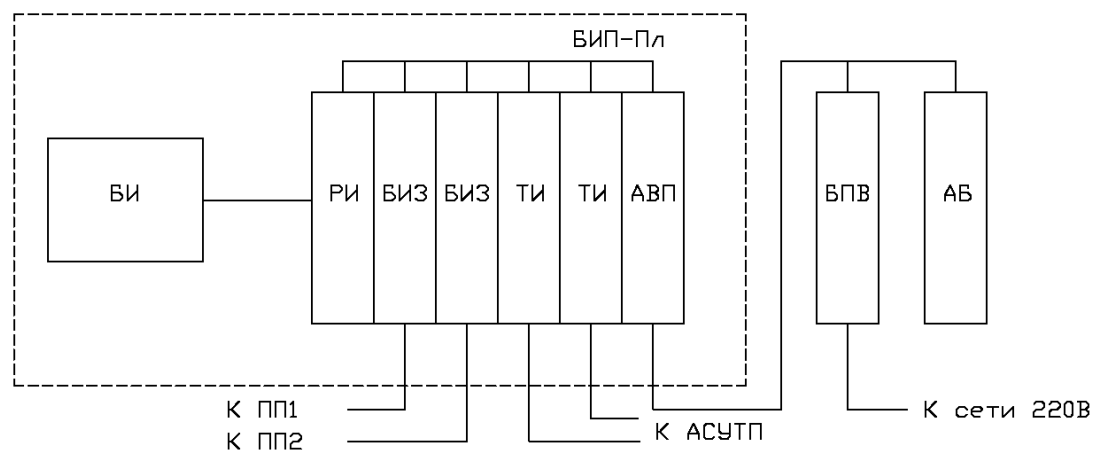 БИП-Пл
БИ
РИ
БИЗ
БИЗ
ТИ
ТИ
АВП
БПВ
АБ
К ПП1
К ПП2
К АСУТП
К сети 220В